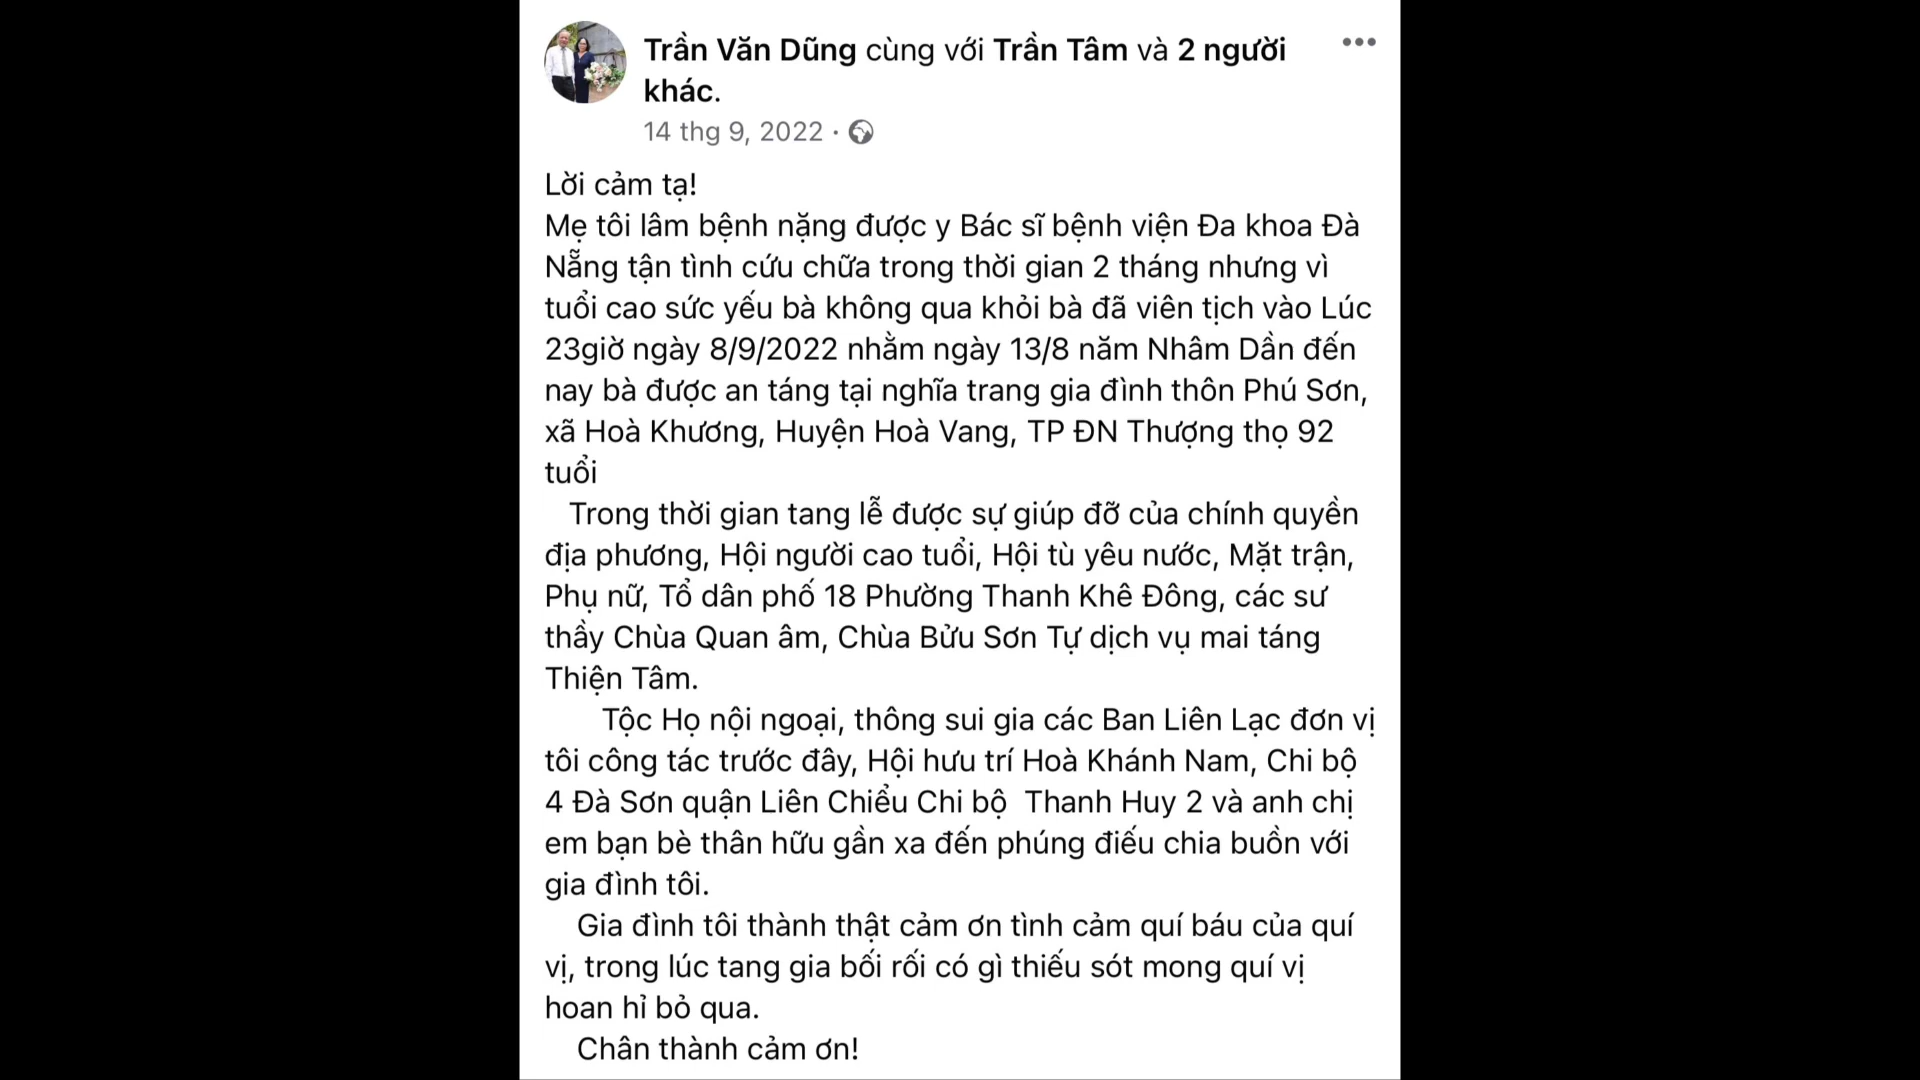 Trần Văn Dũng cùng với Trần Tâm và 2 người
khác.
14 thg 9, 2022 ·
Lời cảm tạ!
Mẹ tôi lâm bệnh nặng được y Bác sĩ bệnh viện Đa khoa Đà
Nẵng tận tình cứu chữa trong thời gian 2 tháng nhưng vì
tuổi cao sức yếu bà không qua khỏi bà đã viên tịch vào Lúc
23giờ ngày 8/9/2022 nhằm ngày 13/8 năm Nhâm Dần đến
nay bà được an táng tại nghĩa trang gia đình thôn Phú Sơn,
xã Hoà Khương, Huyện Hoà Vang, TP ĐN Thượng thọ 92
tuổi
Trong thời gian tang lễ được sự giúp đỡ của chính quyền
địa phương, Hội người cao tuổi, Hội tù yêu nước, Mặt trận,
Phụ nữ, Tổ dân phố 18 Phường Thanh Khê Đông, các sư
thầy Chùa Quan âm, Chùa Bửu Sơn Tự dịch vụ mai táng
Thiện Tâm.
Tộc Họ nội ngoại, thông sui gia các Ban Liên Lạc đơn vị
tôi công tác trước đây, Hội hưu trí Hoà Khánh Nam, Chi bộ
4 Đà Sơn quận Liên Chiểu Chi bộ  Thanh Huy 2 và anh chị
em bạn bè thân hữu gần xa đến phúng điếu chia buồn với
gia đình tôi.
Gia đình tôi thành thật cảm ơn tình cảm quí báu của quí
vị, trong lúc tang gia bối rối có gì thiếu sót mong quí vị
hoan hỉ bỏ qua.
Chân thành cảm ơn!